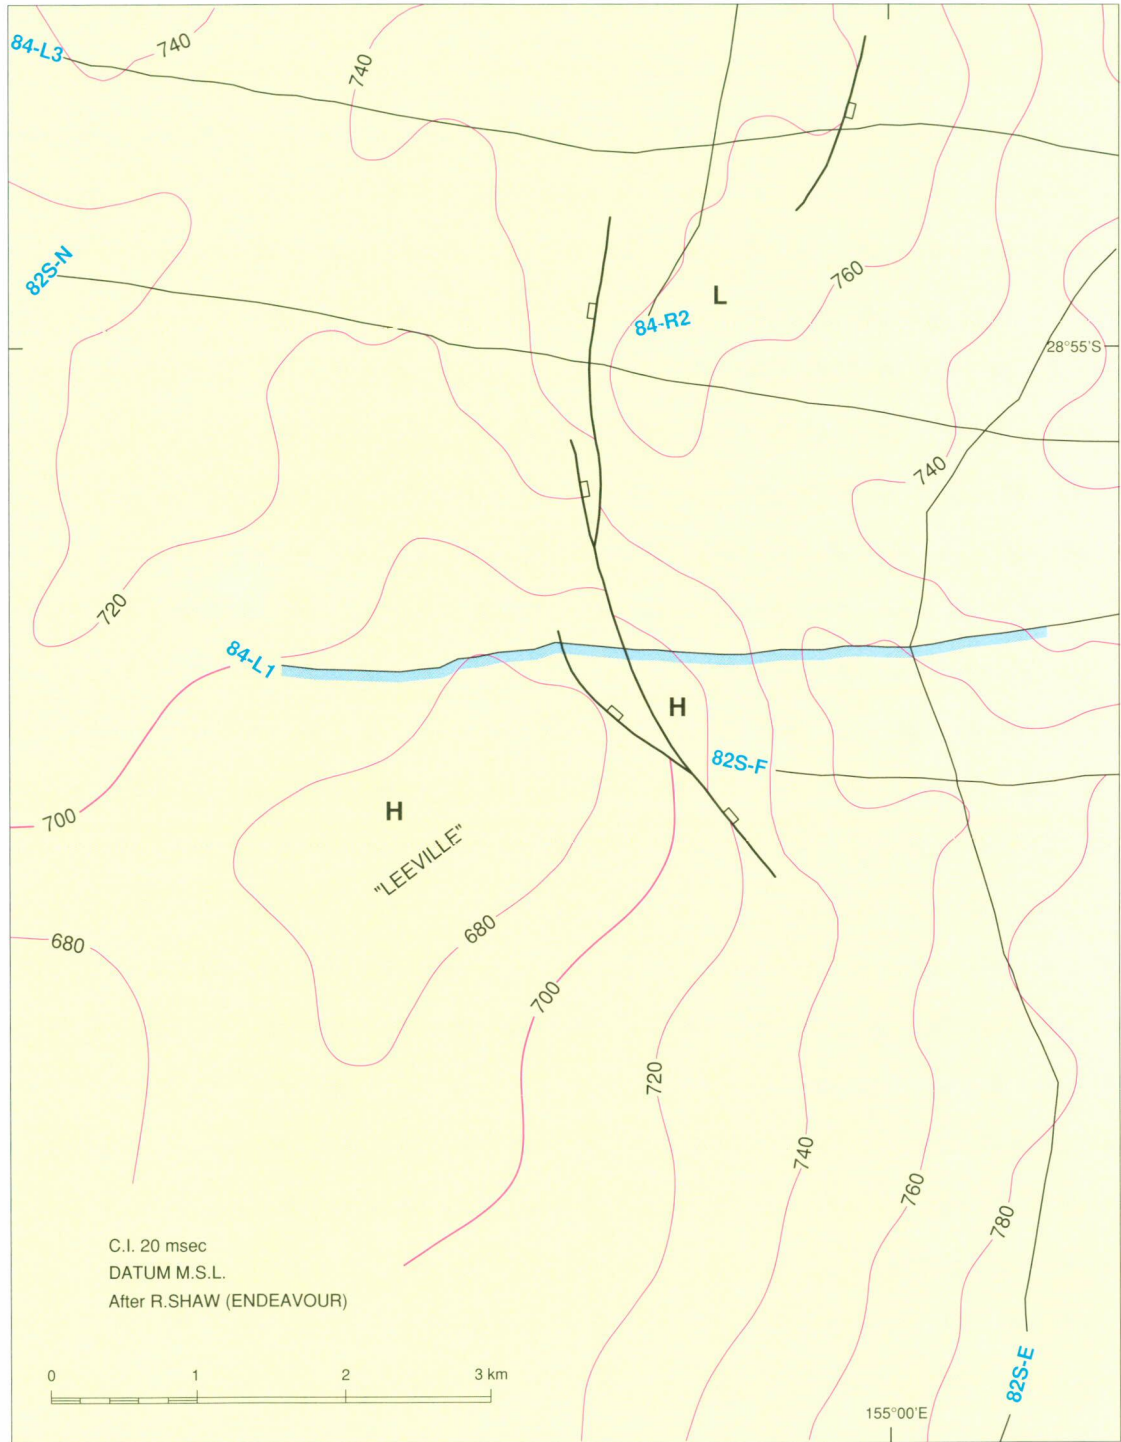 84-L3
740
740
82S-N
760
L
84-R2
28°55'S
740
720
84-L1
H
82S-F
700
H
"LEEVILLE"
680
680
700
720
740
760
780
C.I. 20 msec
DATUM M.S.L.
After R.SHAW (ENDEAVOUR)
0 1 2 3 km
82S-E
155°00'E